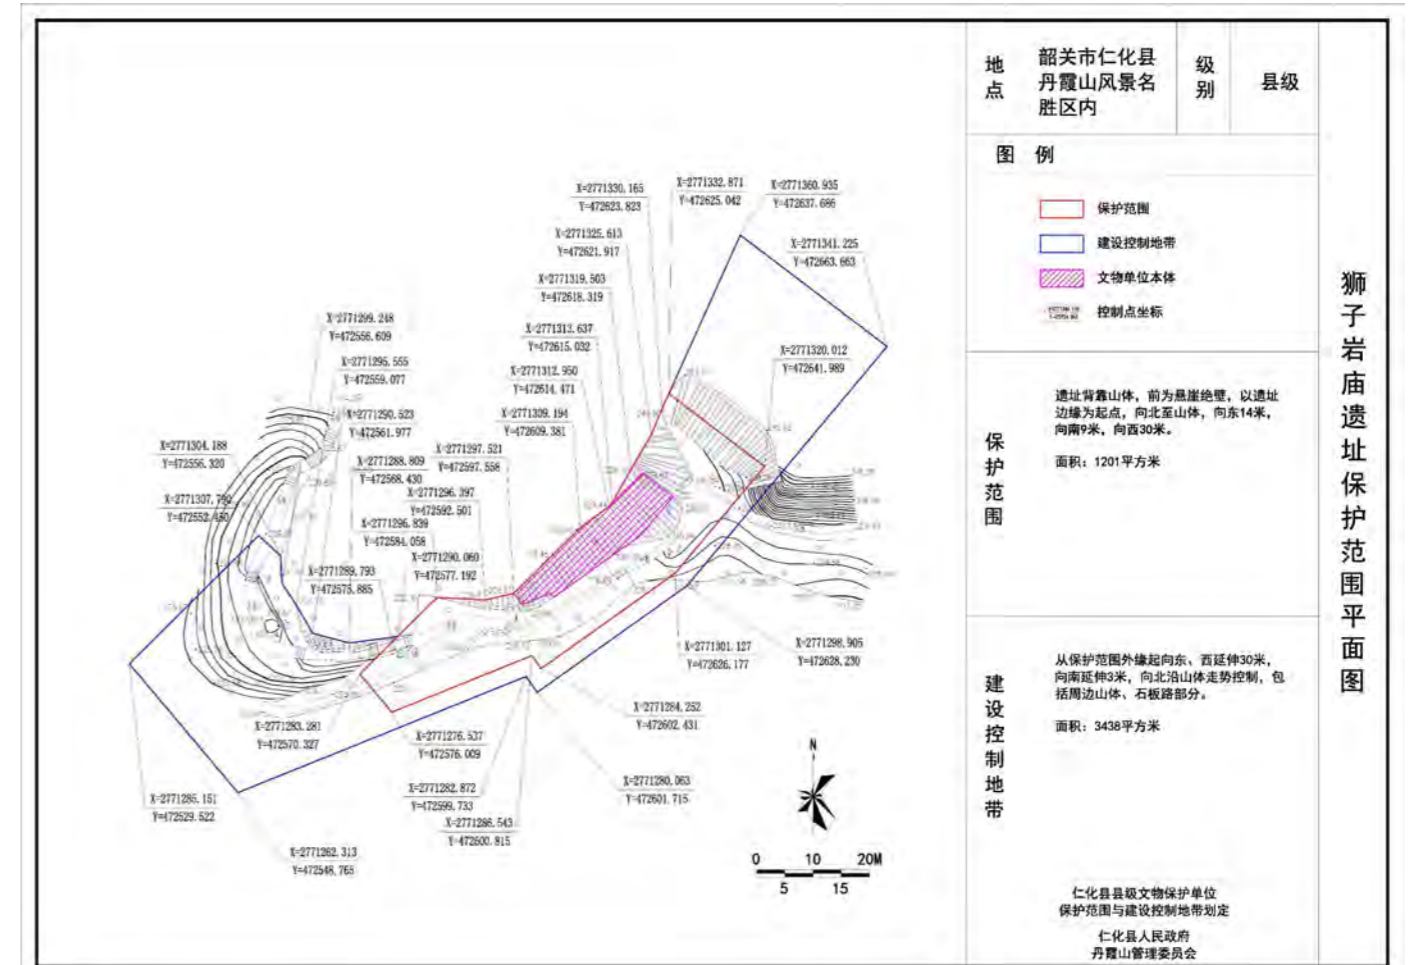 地点
韶关市仁化县
丹霞山风景名
胜区内
级别
县级
图 例
保护范围
建设控制地带
文物单位本体
控制点坐标
保护范围
遗址背靠山体，前为悬崖绝壁，以遗址
边缘为起点，向北至山体，向东14米，
向南9米，向西30米。
面积：1201平方米
建设控制地带
从保护范围外缘起向东、西延伸30米，
向南延伸3米，向北沿山体走势控制，包
括周边山体、石板路部分。
面积：3438平方米
仁化县县级文物保护单位
保护范围与建设控制地带划定
仁化县人民政府
丹霞山管理委员会
狮子岩庙遗址保护范围平面图
X=2771330.165
Y=472623.823
X=2771332.871
Y=472625.042
X=2771360.935
Y=472637.686
X=2771325.613
Y=472621.917
X=2771341.225
Y=472663.663
X=2771319.503
Y=472618.319
X=2771299.248
Y=472556.609
X=2771313.637
Y=472615.032
X=2771320.012
Y=472641.989
X=2771295.555
Y=472559.077
X=2771312.950
Y=472614.471
X=2771290.523
Y=472561.977
X=2771309.194
Y=472609.381
X=2771304.188
Y=472556.320
X=2771288.809
Y=472568.430
X=2771297.521
Y=472597.558
X=2771296.397
Y=472592.501
X=2771296.839
Y=472584.058
X=2771290.060
Y=472577.192
X=2771289.793
Y=472575.885
X=2771301.127
Y=472626.177
X=2771298.905
Y=472628.230
X=2771283.281
Y=472570.327
X=2771276.537
Y=472576.009
X=2771284.252
Y=472602.431
X=2771285.151
Y=472529.522
X=2771282.872
Y=472599.733
X=2771280.063
Y=472601.715
X=2771286.543
Y=472600.815
X=2771262.313
Y=472548.765
N
0 10 20M
5 15